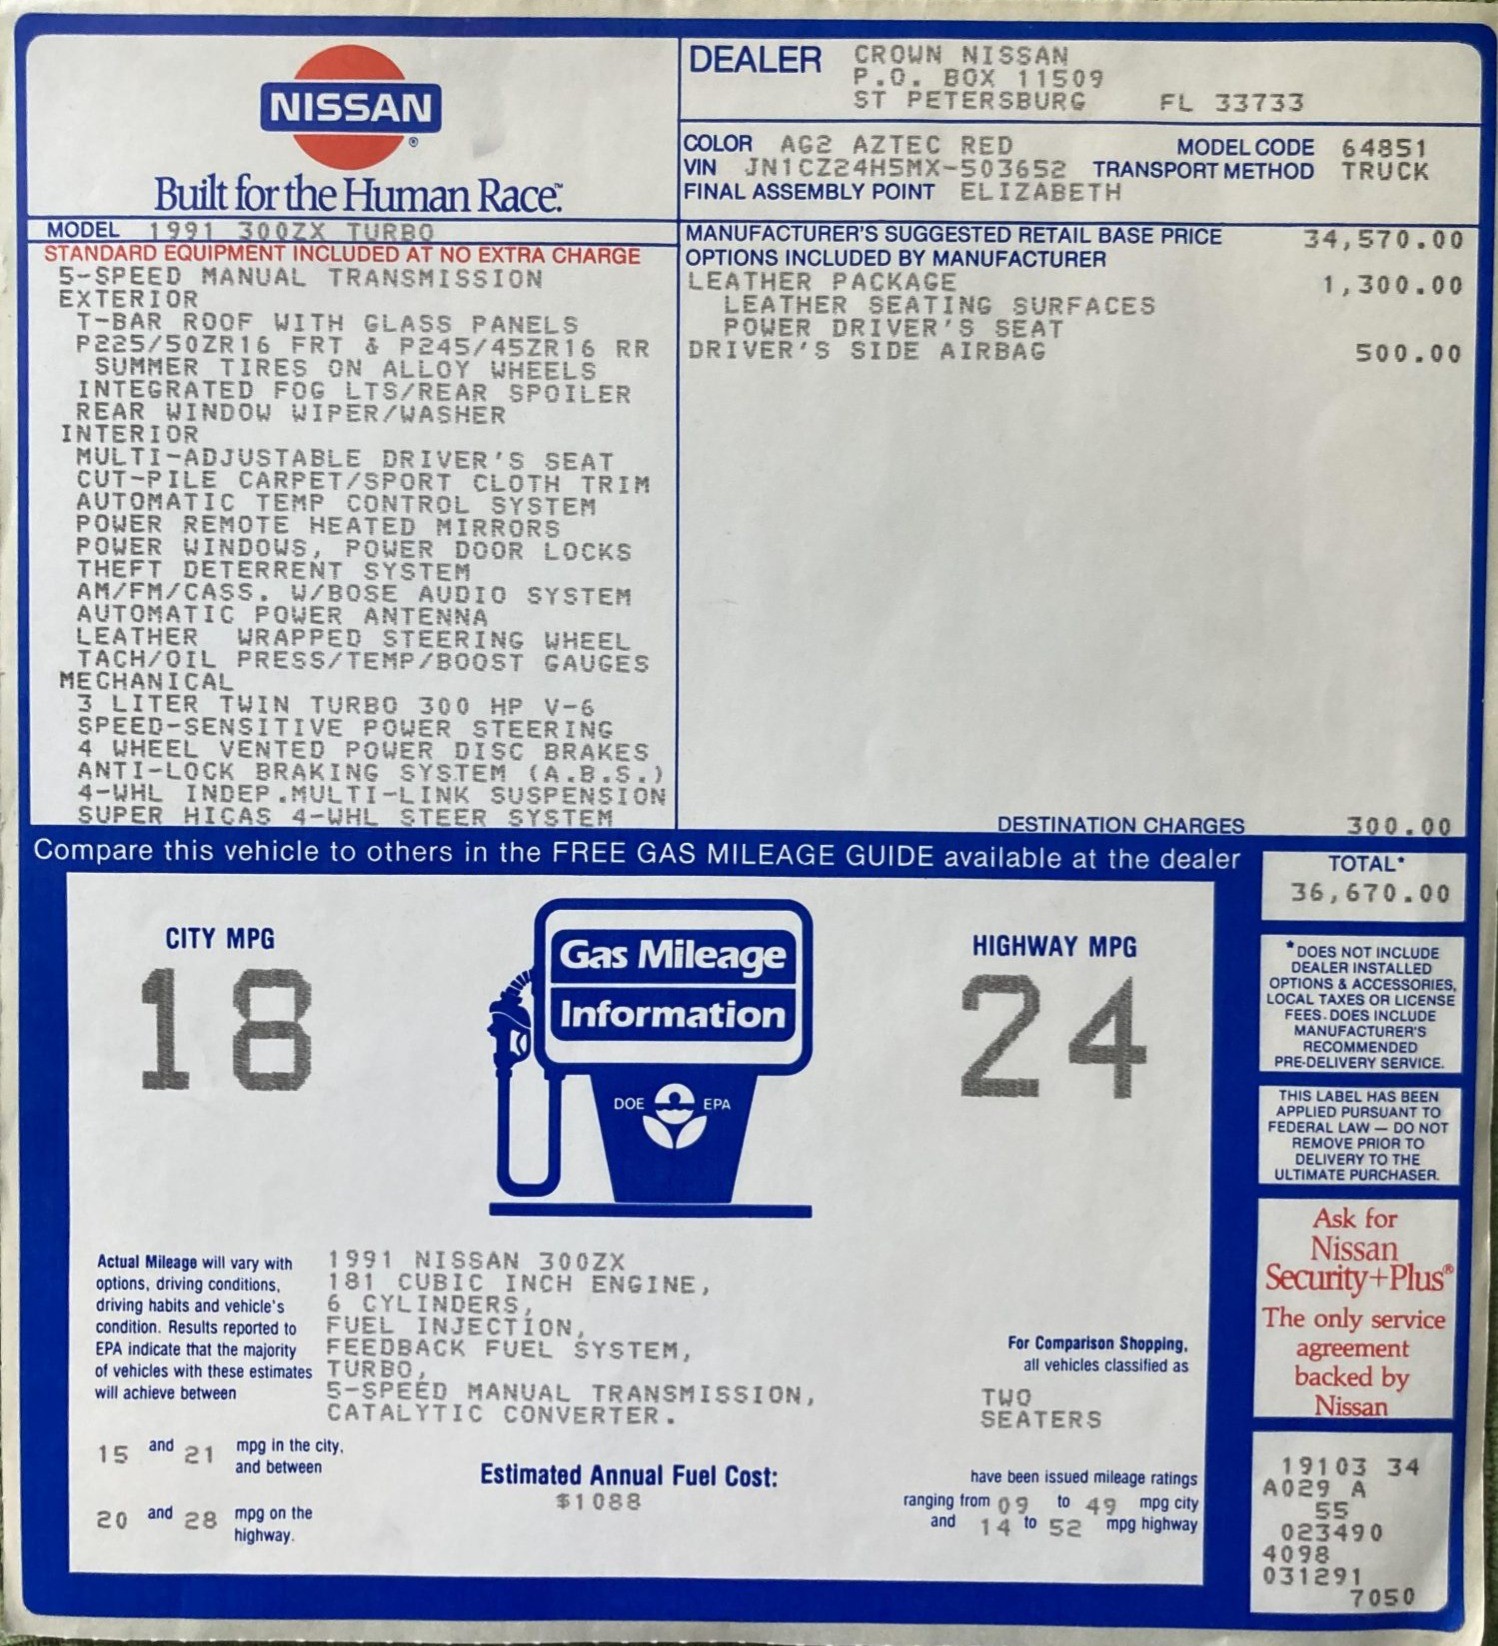 NISSAN
®
Built for the Human Race.™
DEALER CROWN NISSAN
P.O. BOX 11509
ST PETERSBURG FL 33733
COLOR AG2 AZTEC RED MODEL CODE 64851
VIN JN1CZ24H5MX-503652 TRANSPORT METHOD TRUCK
FINAL ASSEMBLY POINT ELIZABETH
MODEL 1991 300ZX TURBO
STANDARD EQUIPMENT INCLUDED AT NO EXTRA CHARGE
5-SPEED MANUAL TRANSMISSION
EXTERIOR
T-BAR ROOF WITH GLASS PANELS
P225/50ZR16 FRT & P245/45ZR16 RR
SUMMER TIRES ON ALLOY WHEELS
INTEGRATED FOG LTS/REAR SPOILER
REAR WINDOW WIPER/WASHER
INTERIOR
MULTI-ADJUSTABLE DRIVER'S SEAT
CUT-PILE CARPET/SPORT CLOTH TRIM
AUTOMATIC TEMP CONTROL SYSTEM
POWER REMOTE HEATED MIRRORS
POWER WINDOWS, POWER DOOR LOCKS
THEFT DETERRENT SYSTEM
AM/FM/CASS. W/BOSE AUDIO SYSTEM
AUTOMATIC POWER ANTENNA
LEATHER WRAPPED STEERING WHEEL
TACH/OIL PRESS/TEMP/BOOST GAUGES
MECHANICAL
3 LITER TWIN TURBO 300 HP V-6
SPEED-SENSITIVE POWER STEERING
4 WHEEL VENTED POWER DISC BRAKES
ANTI-LOCK BRAKING SYSTEM (A.B.S.)
4-WHL INDEP.MULTI-LINK SUSPENSION
SUPER HICAS 4-WHL STEER SYSTEM
MANUFACTURER'S SUGGESTED RETAIL BASE PRICE 34,570.00
OPTIONS INCLUDED BY MANUFACTURER
LEATHER PACKAGE 1,300.00
LEATHER SEATING SURFACES
POWER DRIVER'S SEAT
DRIVER'S SIDE AIRBAG 500.00
DESTINATION CHARGES 300.00
Compare this vehicle to others in the FREE GAS MILEAGE GUIDE available at the dealer
TOTAL*
36,670.00
CITY MPG
18
Gas Mileage
Information
DOE EPA
HIGHWAY MPG
24
Actual Mileage will vary with
options, driving conditions,
driving habits and vehicle's
condition. Results reported to
EPA indicate that the majority
of vehicles with these estimates
will achieve between
15 and 21 mpg in the city,
and between
20 and 28 mpg on the
highway.
1991 NISSAN 300ZX
181 CUBIC INCH ENGINE,
6 CYLINDERS,
FUEL INJECTION,
FEEDBACK FUEL SYSTEM,
TURBO,
5-SPEED MANUAL TRANSMISSION,
CATALYTIC CONVERTER.
Estimated Annual Fuel Cost:
$1088
For Comparison Shopping,
all vehicles classified as
TWO
SEATERS
have been issued mileage ratings
ranging from 09 to 49 mpg city
and 14 to 52 mpg highway
*DOES NOT INCLUDE
DEALER INSTALLED
OPTIONS & ACCESSORIES,
LOCAL TAXES OR LICENSE
FEES. DOES INCLUDE
MANUFACTURER'S
RECOMMENDED
PRE-DELIVERY SERVICE.
THIS LABEL HAS BEEN
APPLIED PURSUANT TO
FEDERAL LAW — DO NOT
REMOVE PRIOR TO
DELIVERY TO THE
ULTIMATE PURCHASER.
Ask for
Nissan
Security+Plus®
The only service
agreement
backed by
Nissan
19103 34
A029 A
55
023490
4098
031291
7050